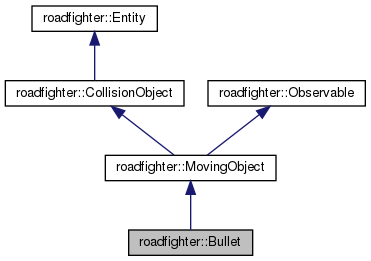 roadfighter::Entity
roadfighter::CollisionObject
roadfighter::Observable
roadfighter::MovingObject
roadfighter::Bullet